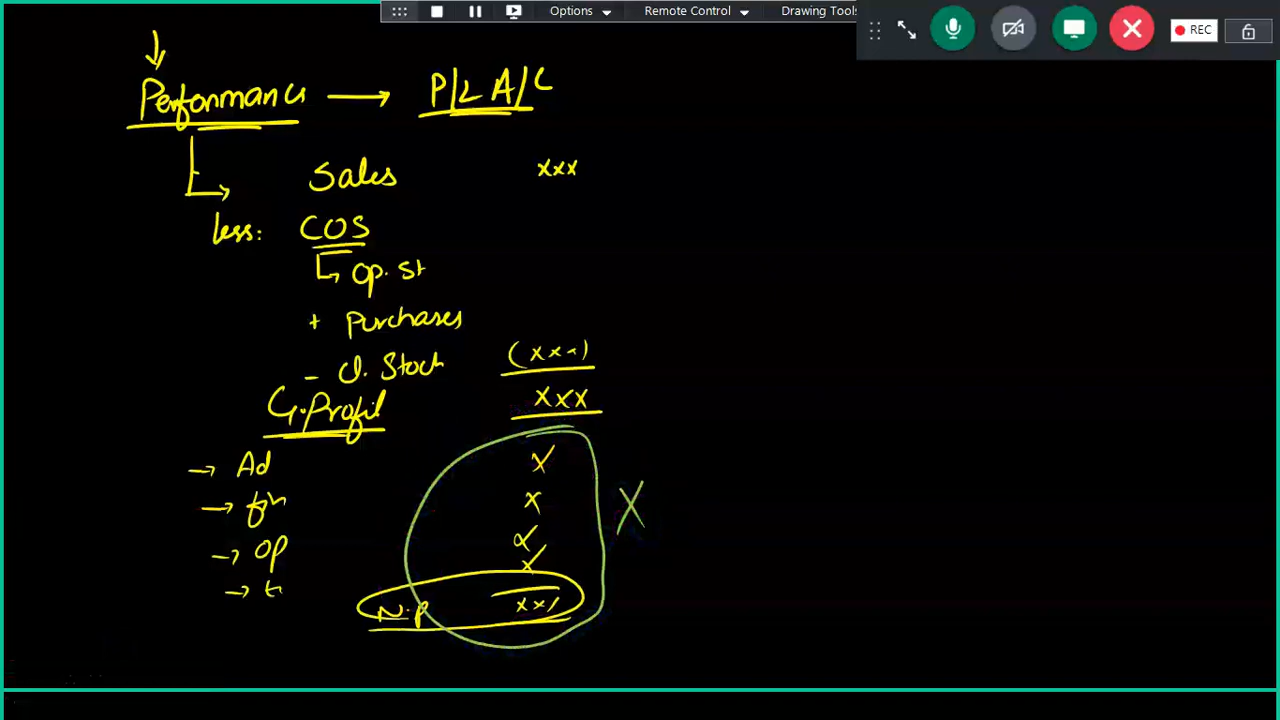 Options Remote Control Drawing Tools
REC
Performance → P/L A/C
Sales xxx
less: COS
Op. St
+ Purchases
- Cl. Stock (xxx)
G. Profit xxx
→ Ad x
→ fin x
→ Op x
→ t x
N.P xxx
X